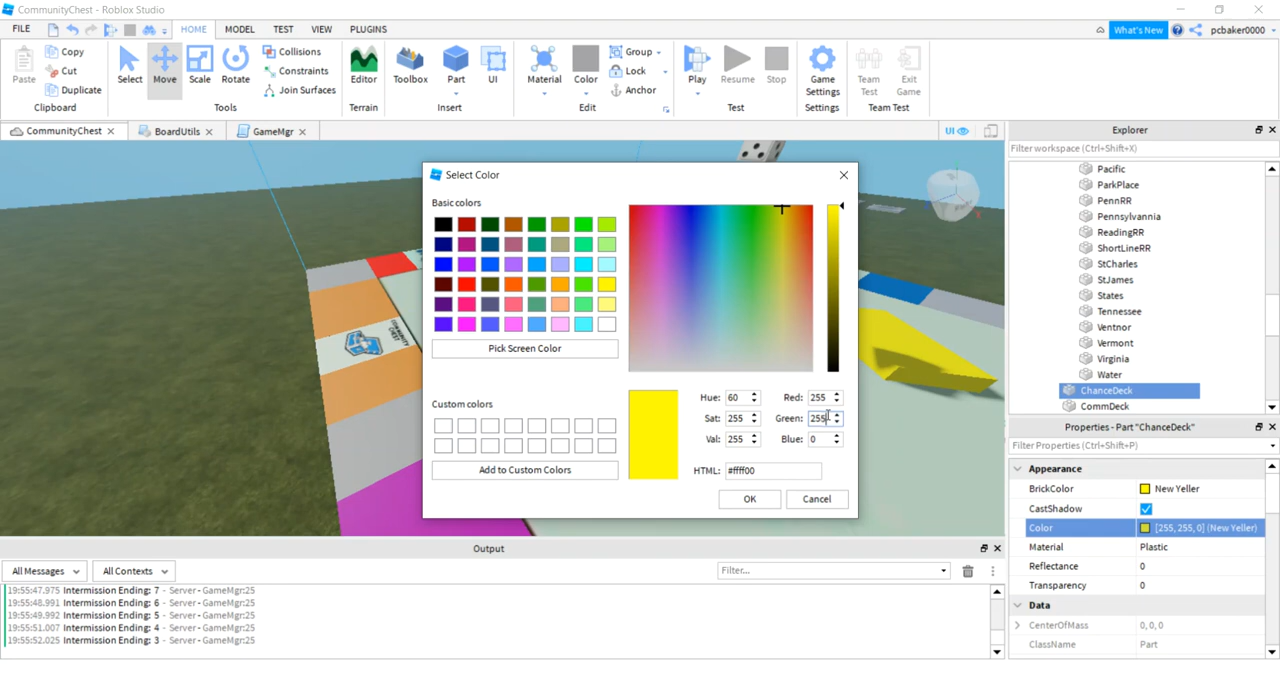 CommunityChest - Roblox Studio
FILE HOME MODEL TEST VIEW PLUGINS What's New pcbaker0000
Paste Copy Cut Duplicate Clipboard
Select Move Scale Rotate Collisions Constraints Join Surfaces Tools
Editor Terrain
Toolbox Part UI Insert
Material Color Group Lock Anchor Edit
Play Resume Stop Test
Game Settings Settings
Team Test Exit Game Team Test
CommunityChest BoardUtils GameMgr UI
Explorer
Filter workspace (Ctrl+Shift+X)
Pacific
ParkPlace
PennRR
Pennsylvania
ReadingRR
ShortLineRR
StCharles
StJames
States
Tennessee
Ventnor
Vermont
Virginia
Water
ChanceDeck
CommDeck
Select Color
Basic colors
Pick Screen Color
Custom colors
Add to Custom Colors
Hue: 60 Red: 255
Sat: 255 Green: 255
Val: 255 Blue: 0
HTML: #ffff00
OK Cancel
COMMUNITY
CHEST
Properties - Part "ChanceDeck"
Filter Properties (Ctrl+Shift+P)
Appearance
BrickColor New Yeller
CastShadow
Color [255, 255, 0] (New Yeller)
Material Plastic
Reflectance 0
Transparency 0
Data
CenterOfMass 0, 0, 0
ClassName Part
Output
All Messages All Contexts Filter...
19:55:47.975 Intermission Ending: 7 - Server - GameMgr:25
19:55:48.991 Intermission Ending: 6 - Server - GameMgr:25
19:55:49.992 Intermission Ending: 5 - Server - GameMgr:25
19:55:51.007 Intermission Ending: 4 - Server - GameMgr:25
19:55:52.025 Intermission Ending: 3 - Server - GameMgr:25